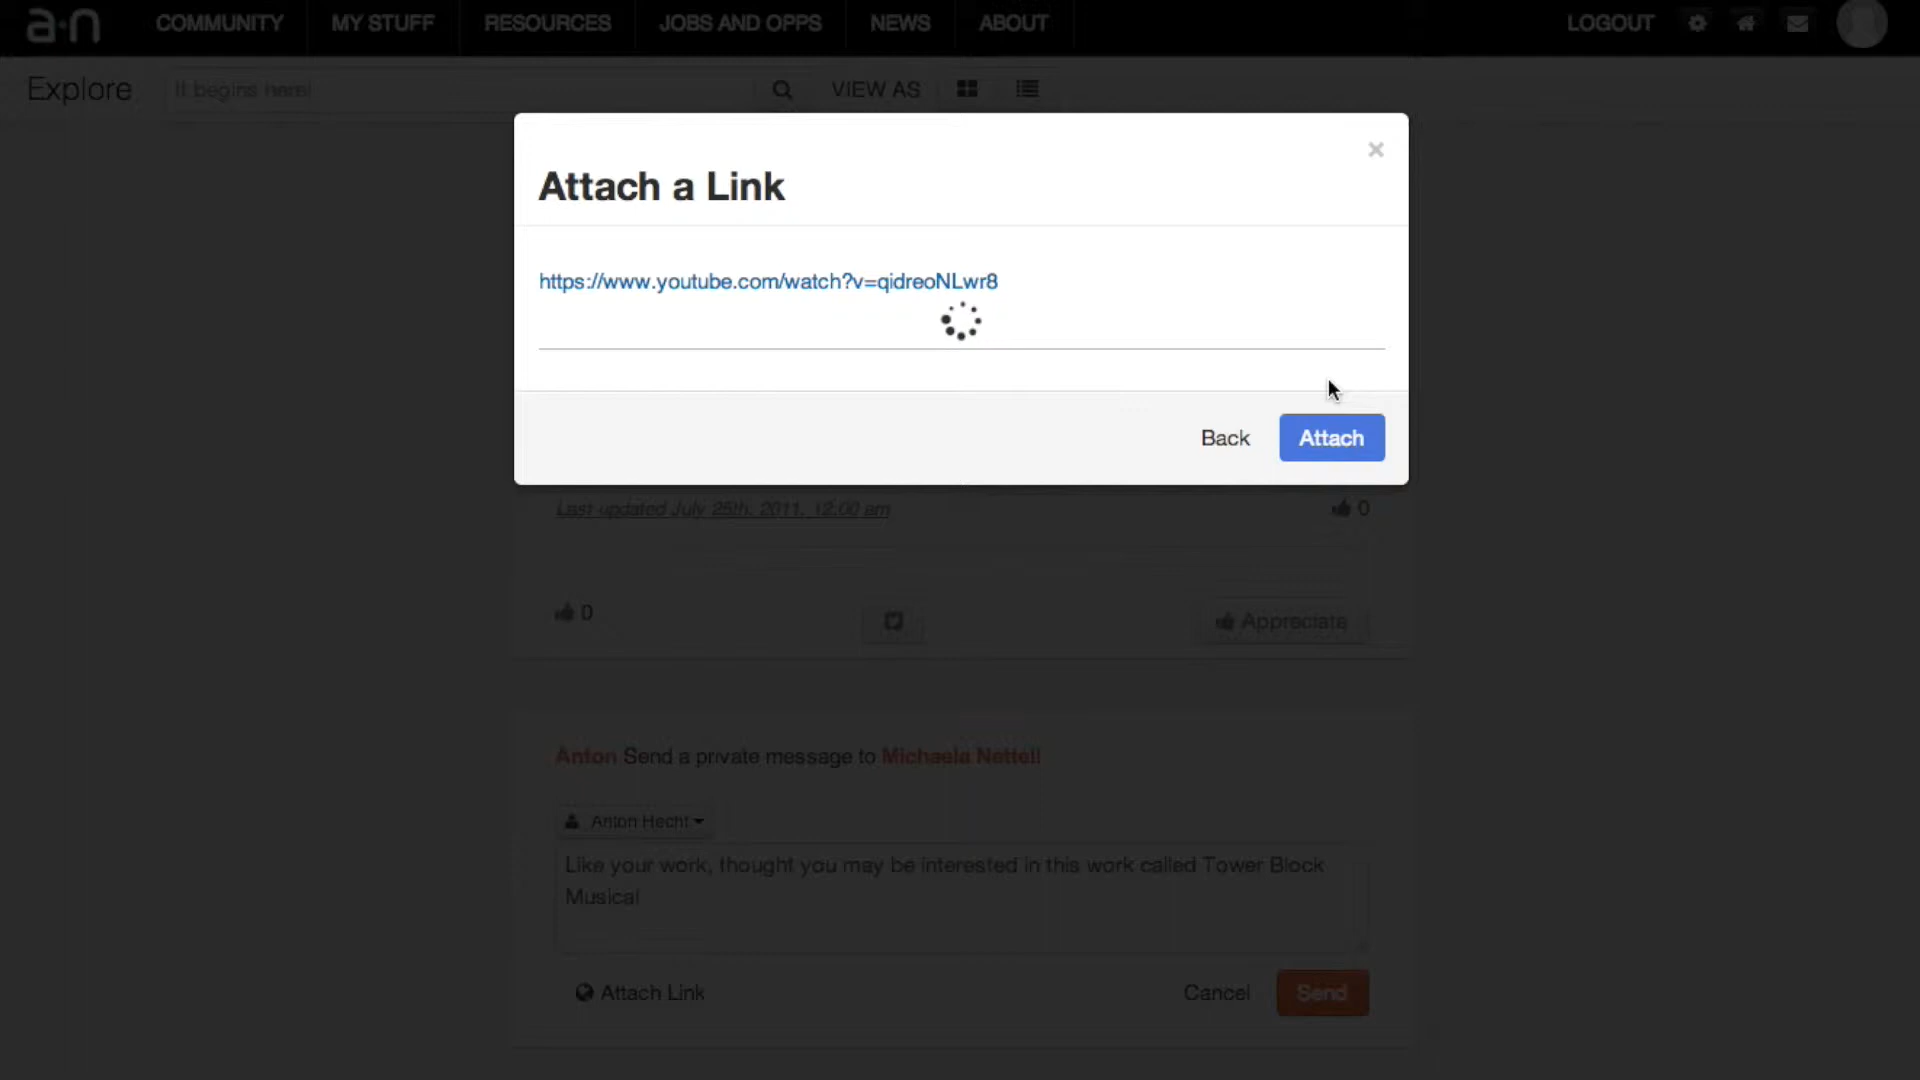 a-n COMMUNITY MY STUFF RESOURCES JOBS AND OPPS NEWS ABOUT LOGOUT
Explore It begins here! VIEW AS
×
Attach a Link
https://www.youtube.com/watch?v=qidreoNLwr8
Back Attach
Last updated July 25th, 2011, 12:00 am 0
0 Appreciate
Anton Send a private message to Michaela Nettell
Anton Hecht
Like your work, thought you may be interested in this work called Tower Block
Musical
Attach Link Cancel Send